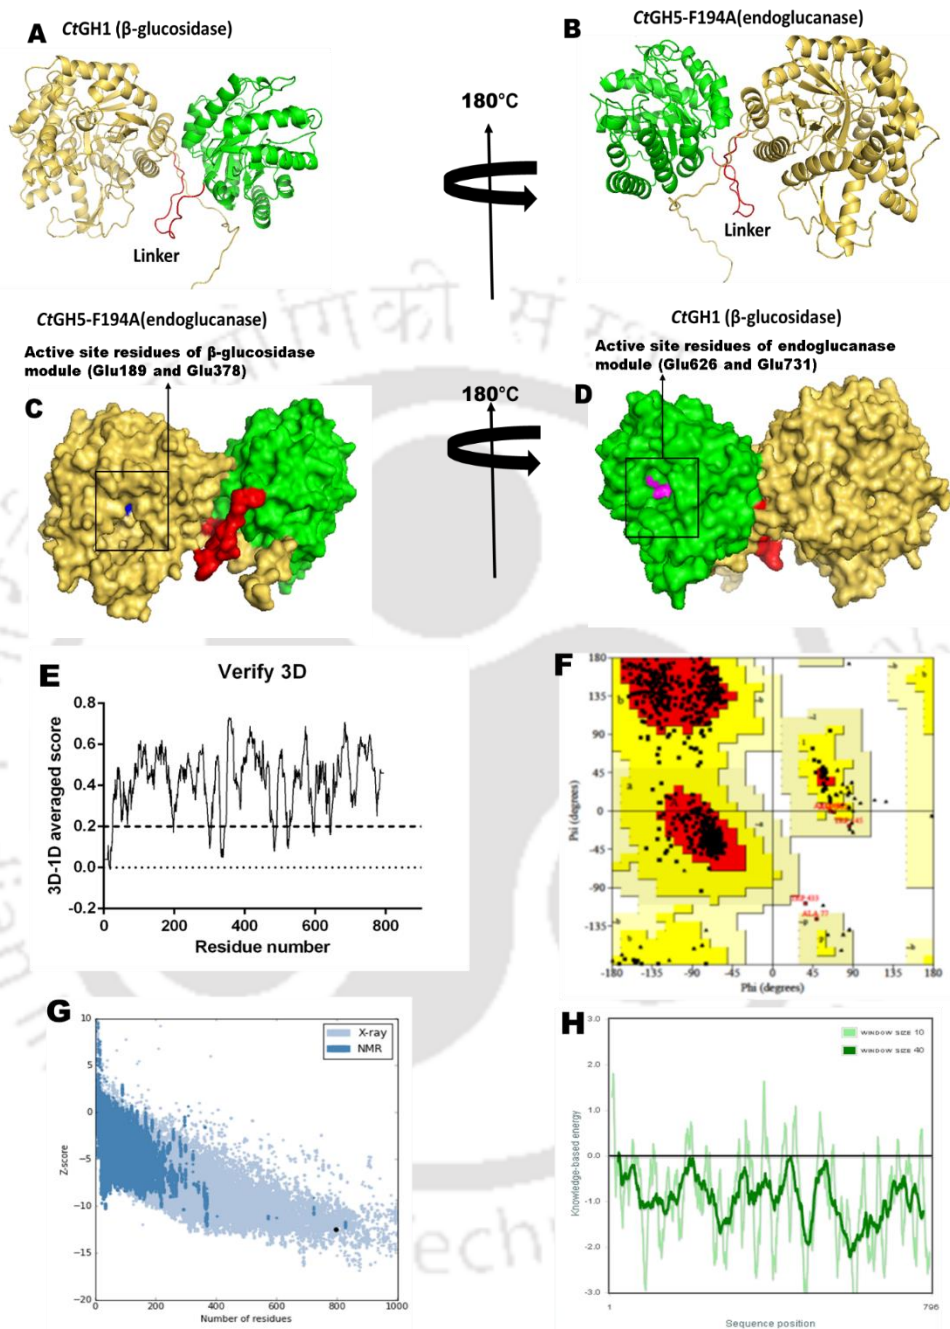 A
CtGH1 (β-glucosidase)
B
CtGH5-F194A(endoglucanase)
180°C
Linker
Linker
CtGH5-F194A(endoglucanase)
CtGH1 (β-glucosidase)
Active site residues of β-glucosidase
module (Glu189 and Glu378)
Active site residues of endoglucanase
module (Glu626 and Glu731)
C
180°C
D
E
Verify 3D
3D-1D averaged score
0.8
0.6
0.4
0.2
0.0
-0.2
0
200
400
600
800
Residue number
F
Psi (degrees)
180
135
90
45
0
-45
-90
-135
-180
-135
-90
-45
0
45
90
135
180
Phi (degrees)
B
b
a
l
ALA 77
G
X-ray
NMR
Z-score
10
5
0
−5
−10
−15
−20
0
200
400
600
800
1000
Number of residues
H
WINDOW SIZE 10
WINDOW SIZE 40
Knowledge-based energy
3.0
2.0
1.0
0.0
-1.0
-2.0
-3.0
1
796
Sequence position
सं
Tech